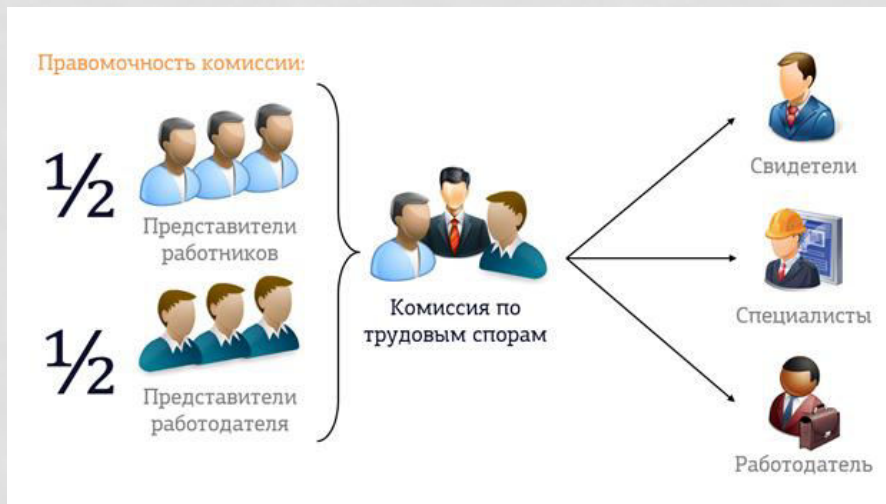 Правомочность комиссии:
½
Представители
работников
½
Представители
работодателя
Комиссия по
трудовым спорам
Свидетели
Специалисты
Работодатель